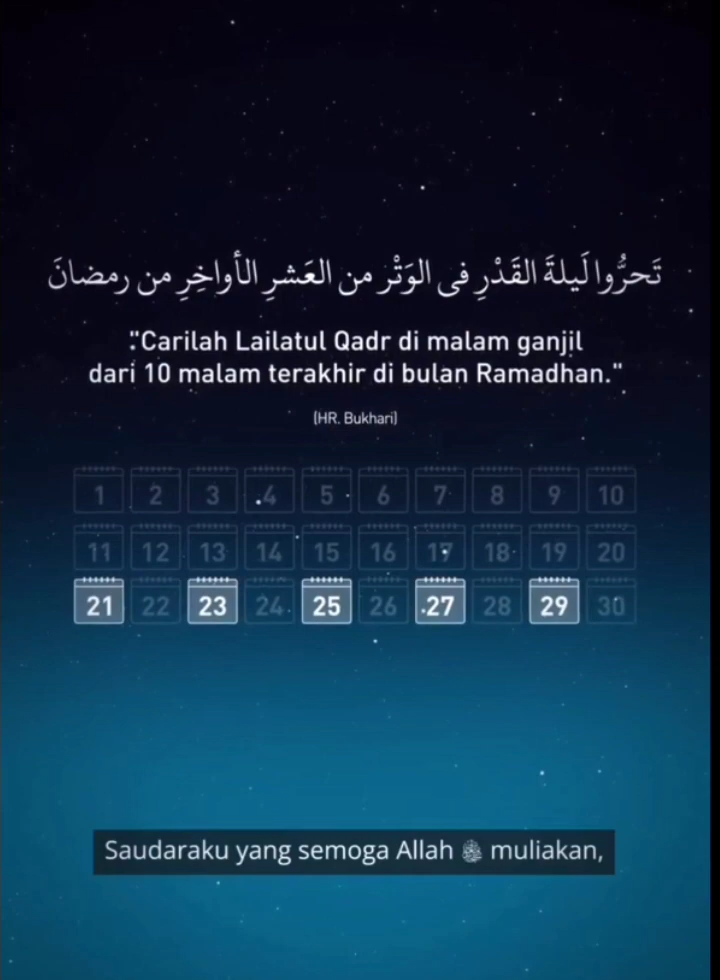 تَحرُّوا لَيلةَ القَدْرِ فى الوَتْر من العَشرِ الأواخِرِ من رمضانَ
"Carilah Lailatul Qadr di malam ganjil
dari 10 malam terakhir di bulan Ramadhan."
(HR. Bukhari)
1 2 3 4 5 6 7 8 9 10
11 12 13 14 15 16 17 18 19 20
21 22 23 24 25 26 27 28 29 30
Saudaraku yang semoga Allah ﷻ muliakan,